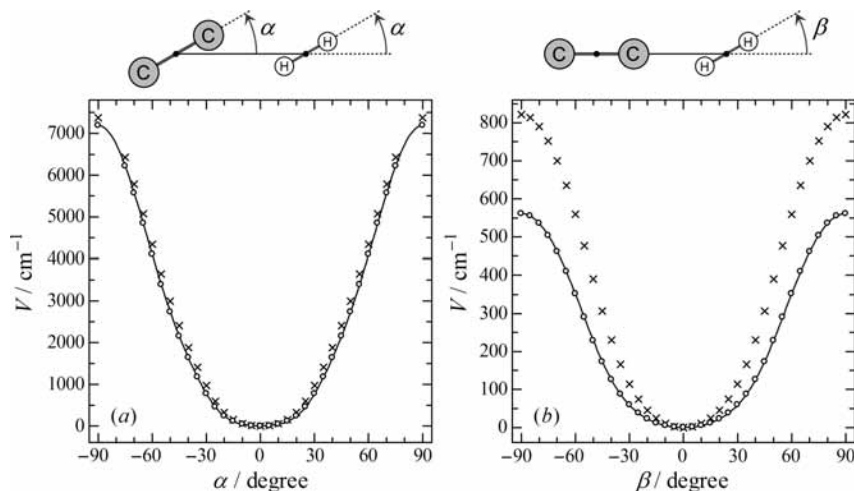 α α β
C C H H C C H H
7000
6000
5000
4000
3000
2000
1000
0
V / cm⁻¹
(a)
−90 −60 −30 0 30 60 90
α / degree
800
700
600
500
400
300
200
100
0
V / cm⁻¹
(b)
−90 −60 −30 0 30 60 90
β / degree